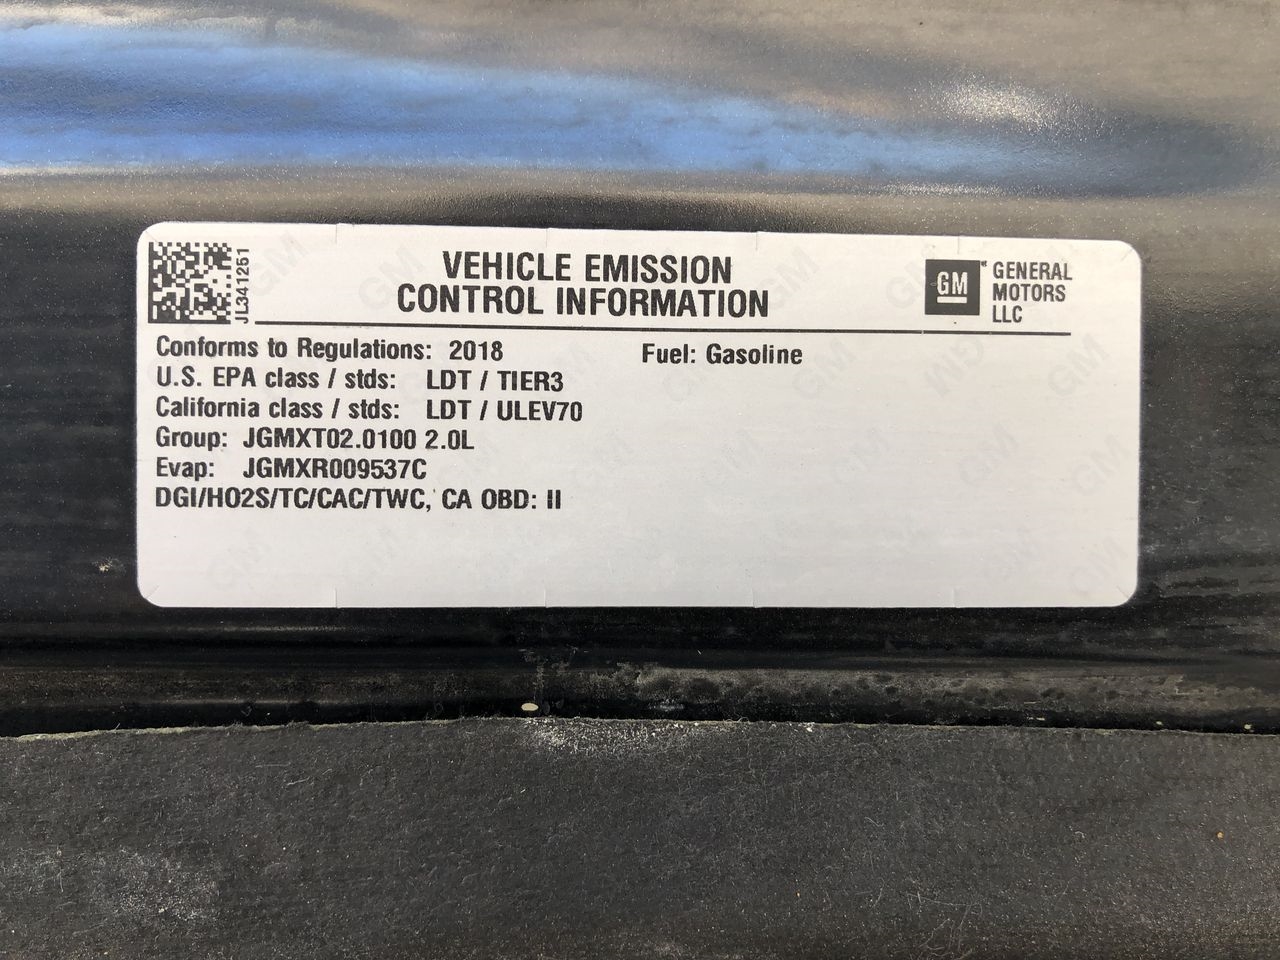 JL341251
VEHICLE EMISSION
CONTROL INFORMATION
GM
GENERAL
MOTORS
LLC
Conforms to Regulations: 2018
Fuel: Gasoline
U.S. EPA class / stds: LDT / TIER3
California class / stds: LDT / ULEV70
Group: JGMXT02.0100 2.0L
Evap: JGMXR009537C
DGI/HO2S/TC/CAC/TWC, CA OBD: II